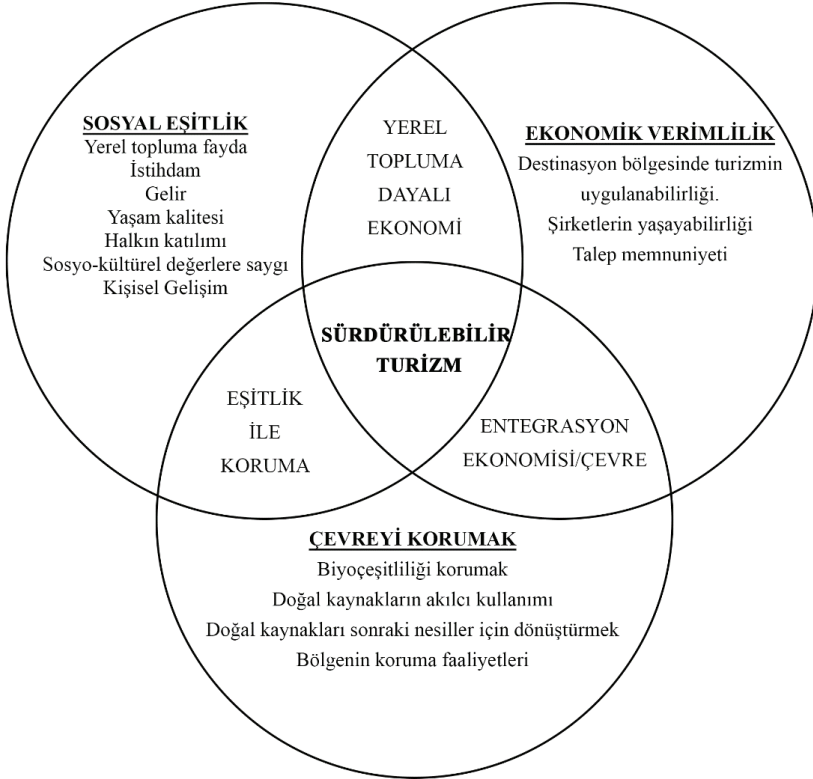 SOSYAL EŞİTLİK
Yerel topluma fayda
İstihdam
Gelir
Yaşam kalitesi
Halkın katılımı
Sosyo-kültürel değerlere saygı
Kişisel Gelişim
YEREL
TOPLUMA
DAYALI
EKONOMİ
EKONOMİK VERİMLİLİK
Destinasyon bölgesinde turizmin
uygulanabilirliği.
Şirketlerin yaşayabilirliği
Talep memnuniyeti
SÜRDÜRÜLEBİLİR
TURİZM
EŞİTLİK
İLE
KORUMA
ENTEGRASYON
EKONOMİSİ/ÇEVRE
ÇEVREYİ KORUMAK
Biyoçeşitliliği korumak
Doğal kaynakların akılcı kullanımı
Doğal kaynakları sonraki nesiller için dönüştürmek
Bölgenin koruma faaliyetleri